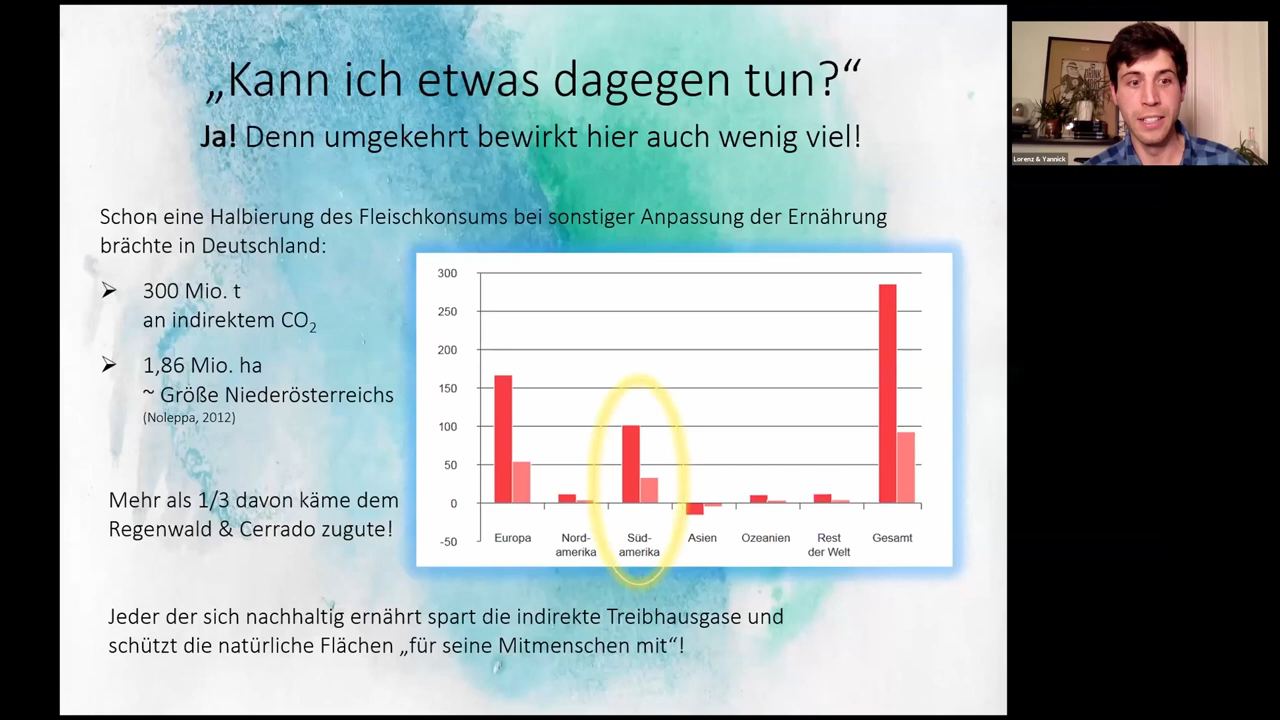 „Kann ich etwas dagegen tun?“
Ja! Denn umgekehrt bewirkt hier auch wenig viel!
Schon eine Halbierung des Fleischkonsums bei sonstiger Anpassung der Ernährung
brächte in Deutschland:
➢ 300 Mio. t
an indirektem CO₂
➢ 1,86 Mio. ha
~ Größe Niederösterreichs
(Noleppa, 2012)
Mehr als 1/3 davon käme dem
Regenwald & Cerrado zugute!
300
250
200
150
100
50
0
-50
Europa
Nord-
amerika
Süd-
amerika
Asien
Ozeanien
Rest
der Welt
Gesamt
Jeder der sich nachhaltig ernährt spart die indirekte Treibhausgase und
schützt die natürliche Flächen „für seine Mitmenschen mit“!
Lorenz & Yannick